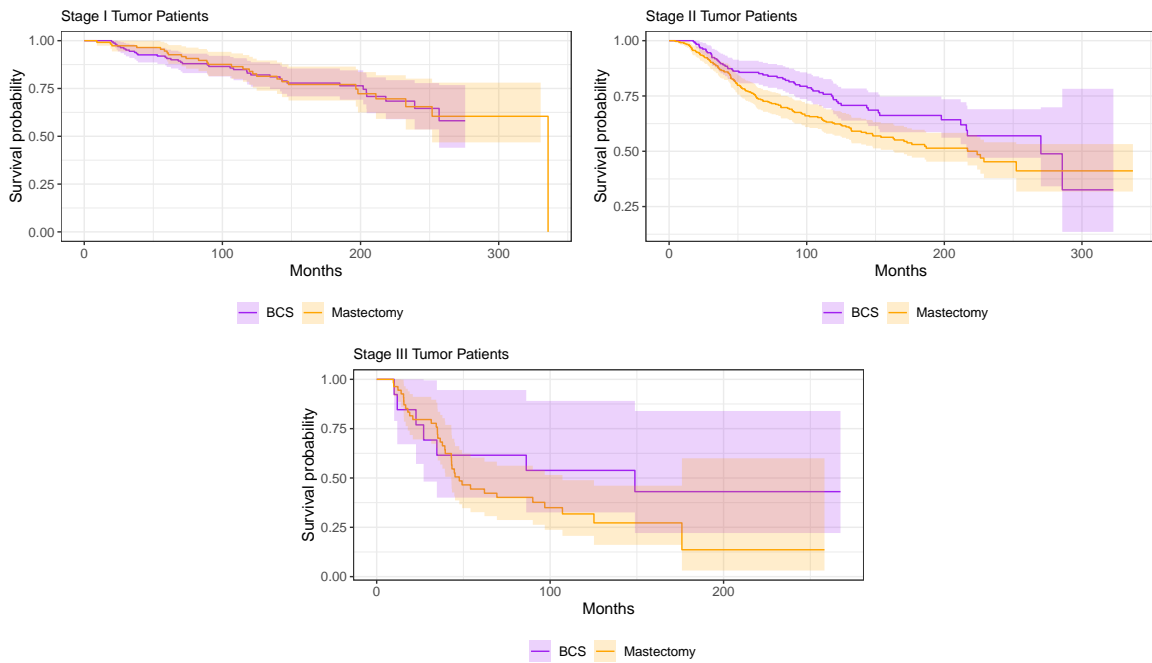 Stage I Tumor Patients
Survival probability
1.00
0.75
0.50
0.25
0.00
0
100
200
300
Months
BCS Mastectomy
Stage II Tumor Patients
Survival probability
1.00
0.75
0.50
0.25
0
100
200
300
Months
BCS Mastectomy
Stage III Tumor Patients
Survival probability
1.00
0.75
0.50
0.25
0.00
0
100
200
Months
BCS Mastectomy